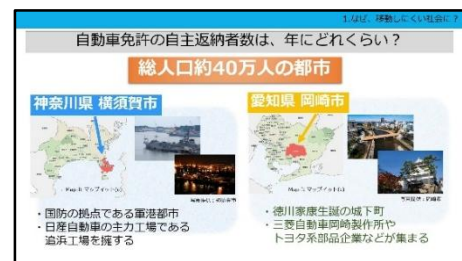 1.なぜ、移動しにくい社会に？
自動車免許の自主返納者数は、年にどれくらい？
総人口約40万人の都市
神奈川県 横須賀市
愛知県 岡崎市
・国防の拠点である軍港都市
・日産自動車の主力工場である
追浜工場を擁する
・徳川家康生誕の城下町
・三菱自動車岡崎製作所や
トヨタ系部品企業などが集まる